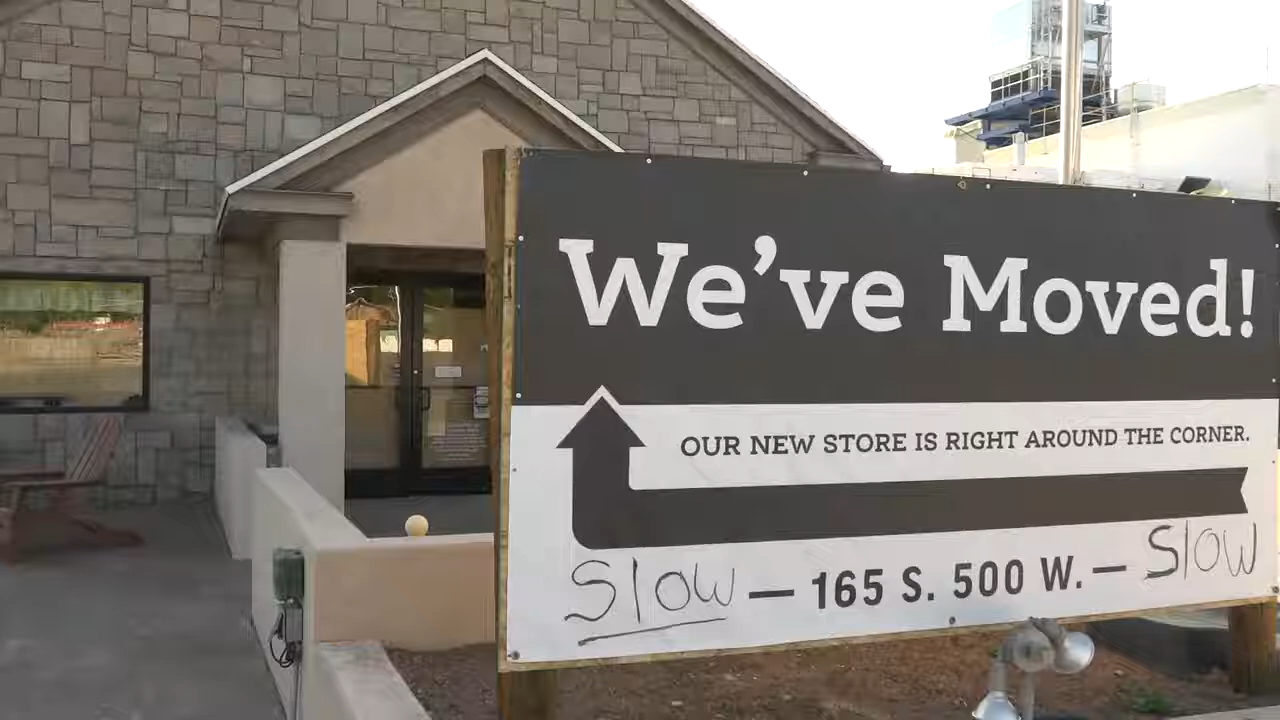 We've Moved!
OUR NEW STORE IS RIGHT AROUND THE CORNER.
Slow — 165 S. 500 W. — Slow